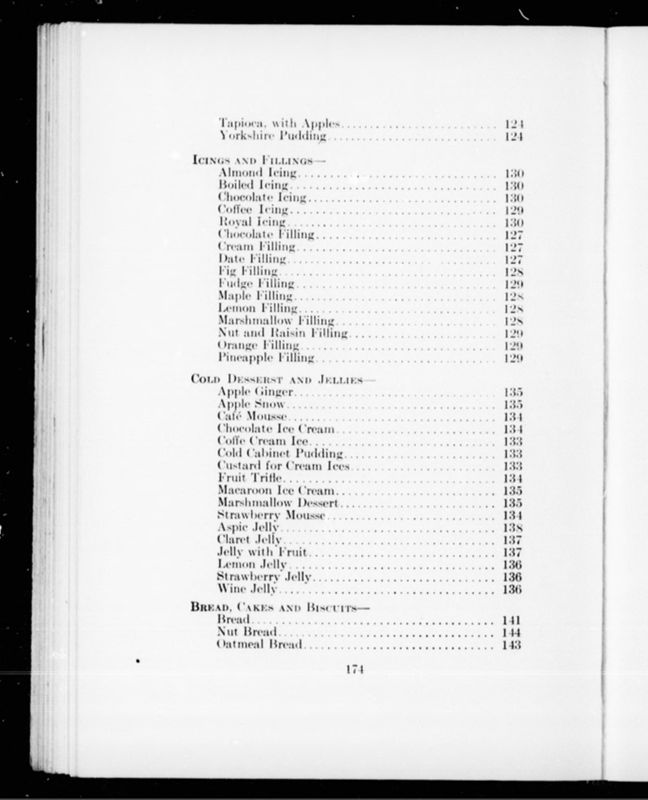 Tapioca, with Apples........................... 124
Yorkshire Pudding.............................. 124
ICINGS AND FILLINGS—
Almond Icing................................... 130
Boiled Icing................................... 130
Chocolate Icing................................ 130
Coffee Icing................................... 129
Royal Icing.................................... 130
Chocolate Filling.............................. 127
Cream Filling.................................. 127
Date Filling................................... 127
Fig Filling.................................... 128
Fudge Filling.................................. 129
Maple Filling.................................. 128
Lemon Filling.................................. 128
Marshmallow Filling............................ 128
Nut and Raisin Filling......................... 129
Orange Filling................................. 129
Pineapple Filling.............................. 129
COLD DESSERST AND JELLIES—
Apple Ginger................................... 135
Apple Snow..................................... 135
Café Mousse.................................... 134
Chocolate Ice Cream............................ 134
Coffe Cream Ice................................ 133
Cold Cabinet Pudding........................... 133
Custard for Cream Ices......................... 133
Fruit Trifle................................... 134
Macaroon Ice Cream............................. 135
Marshmallow Dessert............................ 135
Strawberry Mousse.............................. 134
Aspic Jelly.................................... 138
Claret Jelly................................... 137
Jelly with Fruit............................... 137
Lemon Jelly.................................... 136
Strawberry Jelly............................... 136
Wine Jelly..................................... 136
BREAD, CAKES AND BISCUITS—
Bread.......................................... 141
Nut Bread...................................... 144
Oatmeal Bread.................................. 143
174